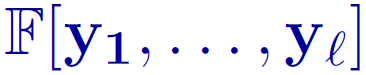 𝔽[𝐲₁, . . . , 𝐲ℓ]